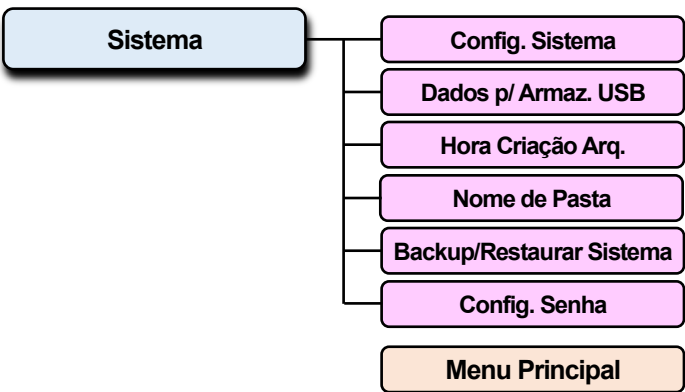 Sistema
Config. Sistema
Dados p/ Armaz. USB
Hora Criação Arq.
Nome de Pasta
Backup/Restaurar Sistema
Config. Senha
Menu Principal